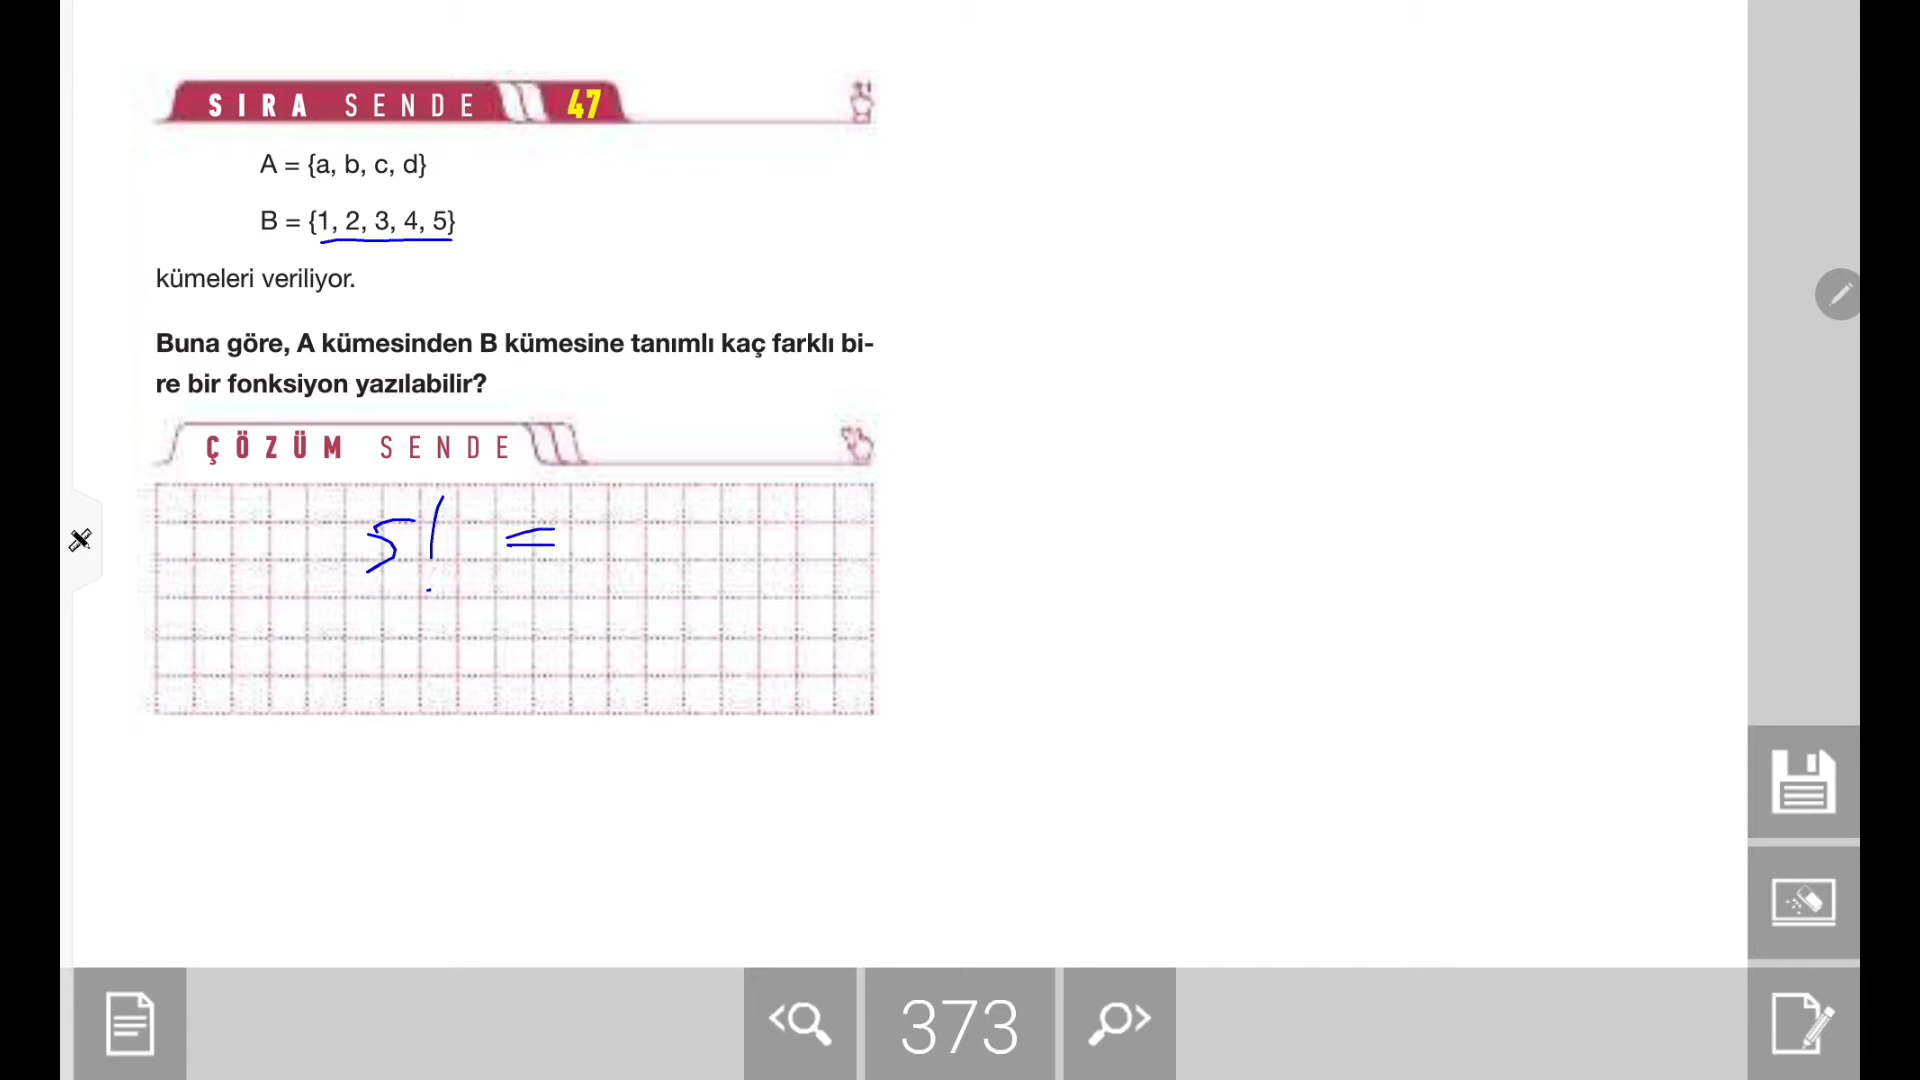 SIRA SENDE 47
A = {a, b, c, d}
B = {1, 2, 3, 4, 5}
kümeleri veriliyor.
Buna göre, A kümesinden B kümesine tanımlı kaç farklı bi-
re bir fonksiyon yazılabilir?
ÇÖZÜM SENDE
5! =
373